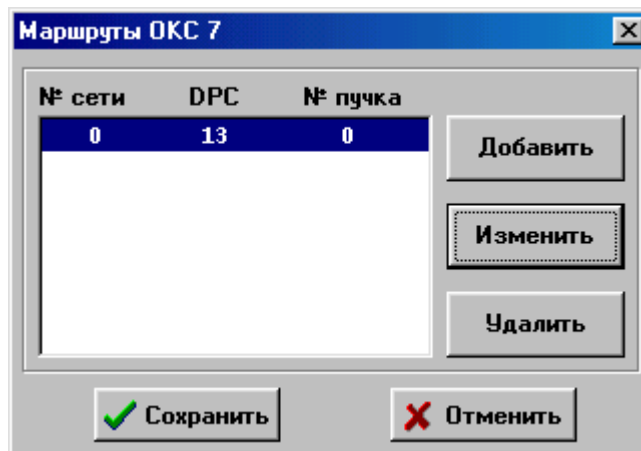 Маршруты ОКС 7
№ сети DPC № пучка
0 13 0
Добавить
Изменить
Удалить
Сохранить Отменить